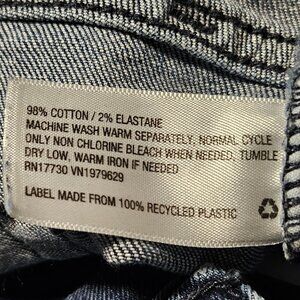 98% COTTON / 2% ELASTANE
MACHINE WASH WARM SEPARATELY, NORMAL CYCLE
ONLY NON CHLORINE BLEACH WHEN NEEDED, TUMBLE
DRY LOW, WARM IRON IF NEEDED
RN17730 VN1979629
LABEL MADE FROM 100% RECYCLED PLASTIC